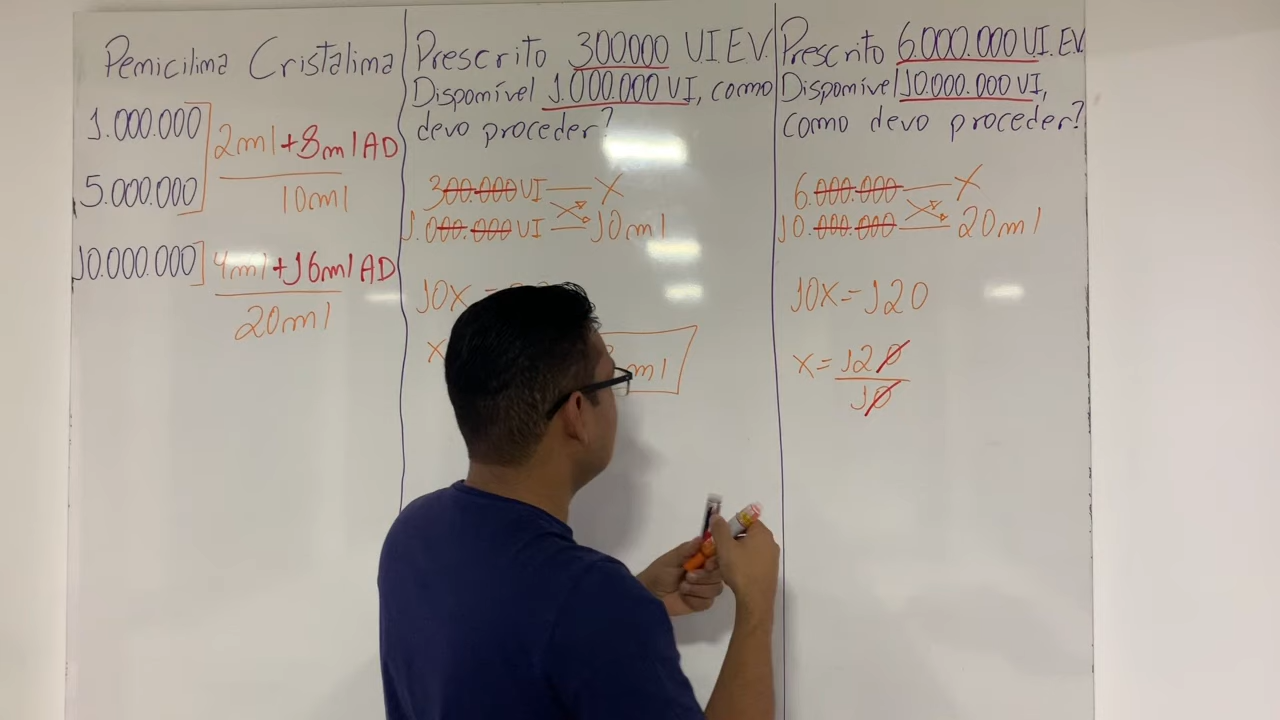 Penicilina Cristalina
1.000.000
5.000.000
2ml+8ml AD
10ml
10.000.000
4ml+16ml AD
20ml
Prescrito 300.000 UI.EV.
Disponível 1.000.000 UI, como
devo proceder?
300.000 UI — X
1.000.000 UI — 10ml
10X =
X
ml
Prescrito 6.000.000 UI. EV.
Disponível 10.000.000 UI,
como devo proceder?
6.000.000 — X
10.000.000 — 20ml
10X = 120
X = 120
10